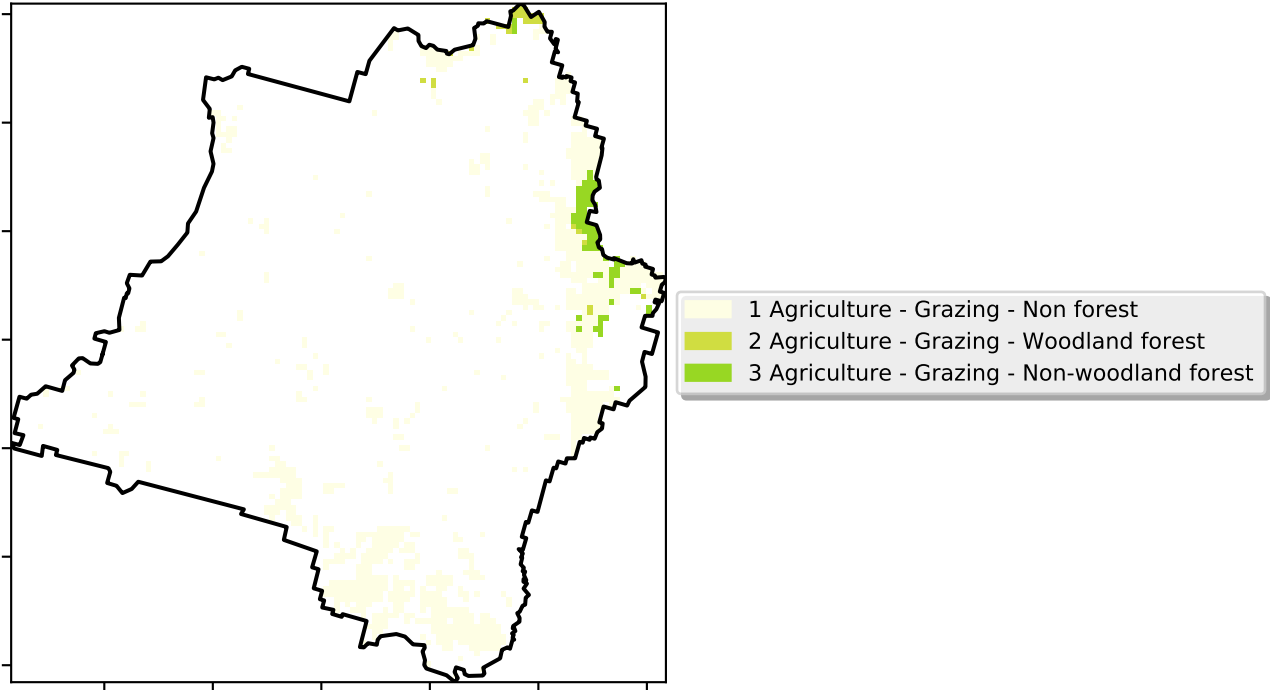 1 Agriculture - Grazing - Non forest
2 Agriculture - Grazing - Woodland forest
3 Agriculture - Grazing - Non-woodland forest